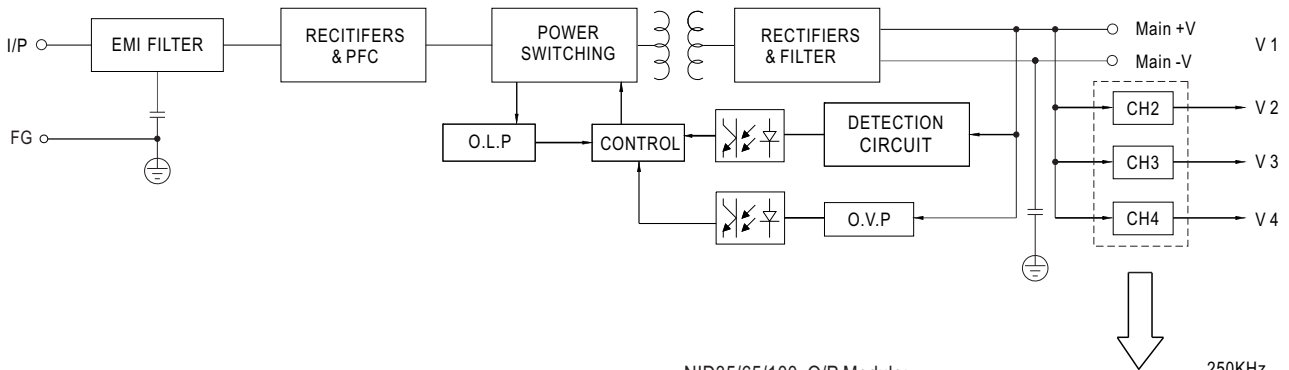 I/P
EMI FILTER
RECITIFERS
& PFC
POWER
SWITCHING
RECTIFIERS
& FILTER
Main +V
V 1
Main -V
CH2
V 2
FG
O.L.P
CONTROL
DETECTION
CIRCUIT
CH3
V 3
O.V.P
CH4
V 4